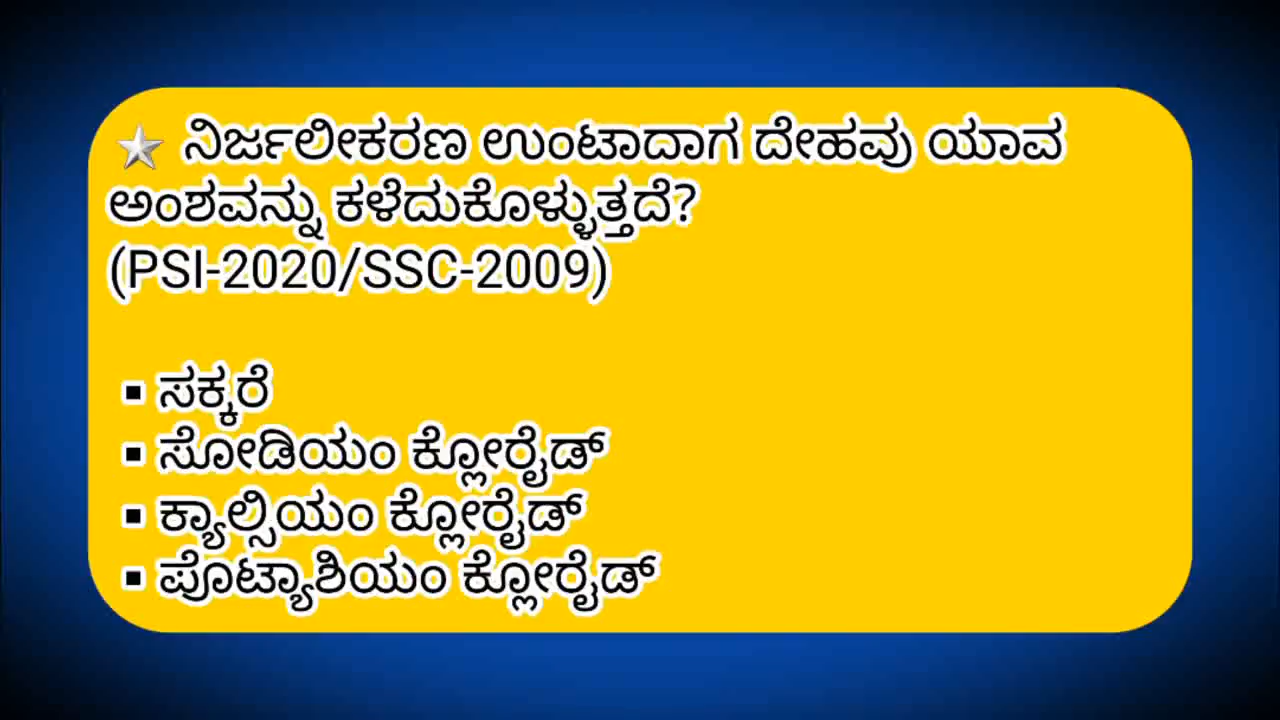 ನಿರ್ಜಲೀಕರಣ ಉಂಟಾದಾಗ ದೇಹವು ಯಾವ
ಅಂಶವನ್ನು ಕಳೆದುಕೊಳ್ಳುತ್ತದೆ?
(PSI-2020/SSC-2009)
▪ ಸಕ್ಕರೆ
▪ ಸೋಡಿಯಂ ಕ್ಲೋರೈಡ್
▪ ಕ್ಯಾಲ್ಸಿಯಂ ಕ್ಲೋರೈಡ್
▪ ಪೊಟ್ಯಾಶಿಯಂ ಕ್ಲೋರೈಡ್